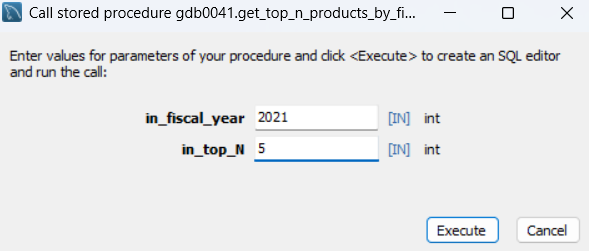 Call stored procedure gdb0041.get_top_n_products_by_fi...
Enter values for parameters of your procedure and click <Execute> to create an SQL editor
and run the call:
in_fiscal_year 2021 [IN] int
in_top_N 5 [IN] int
Execute Cancel